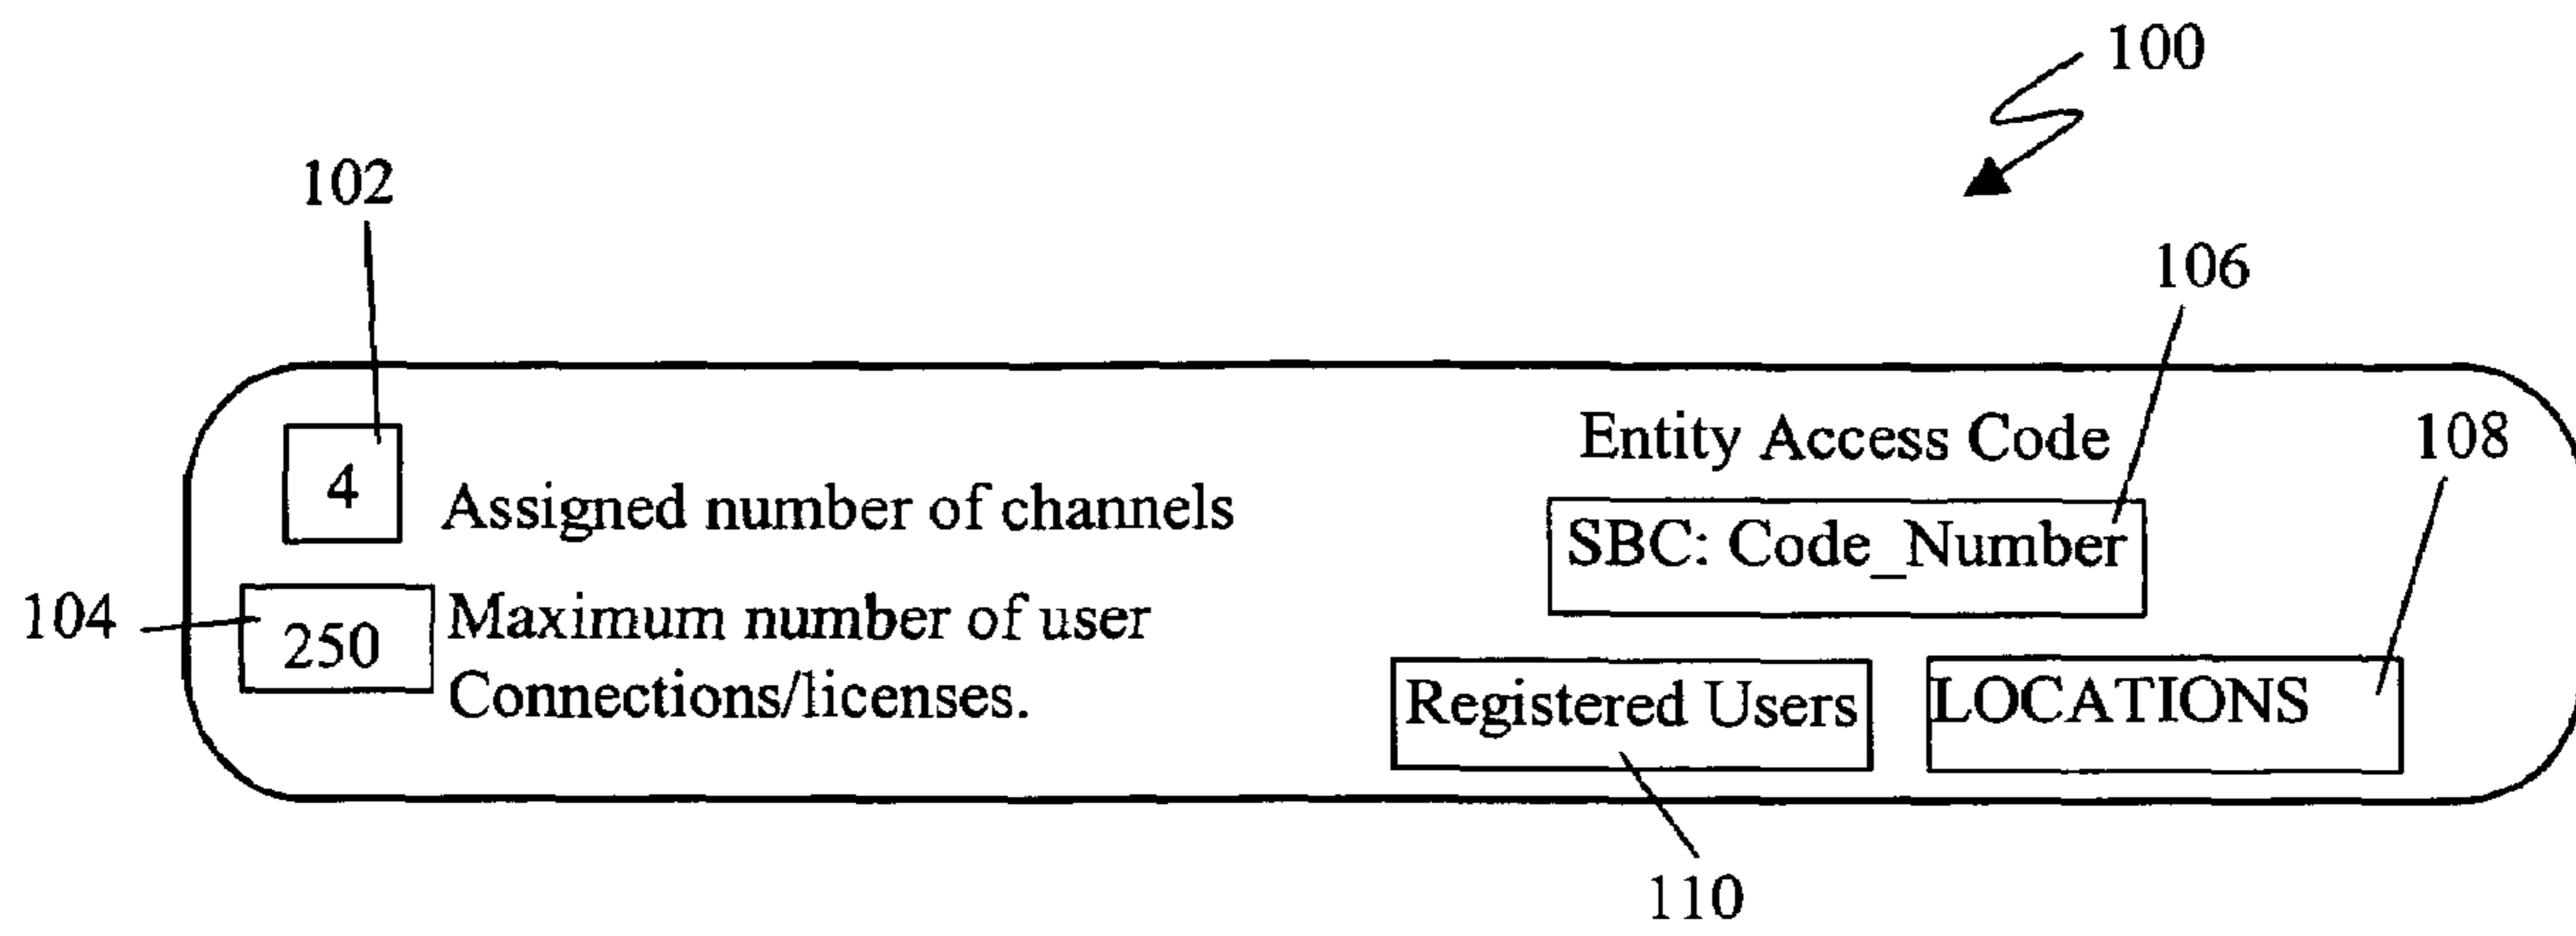 100
102
106
Entity Access Code
108
4
Assigned number of channels
SBC: Code_Number
104
250
Maximum number of user
Connections/licenses.
Registered Users
LOCATIONS
110